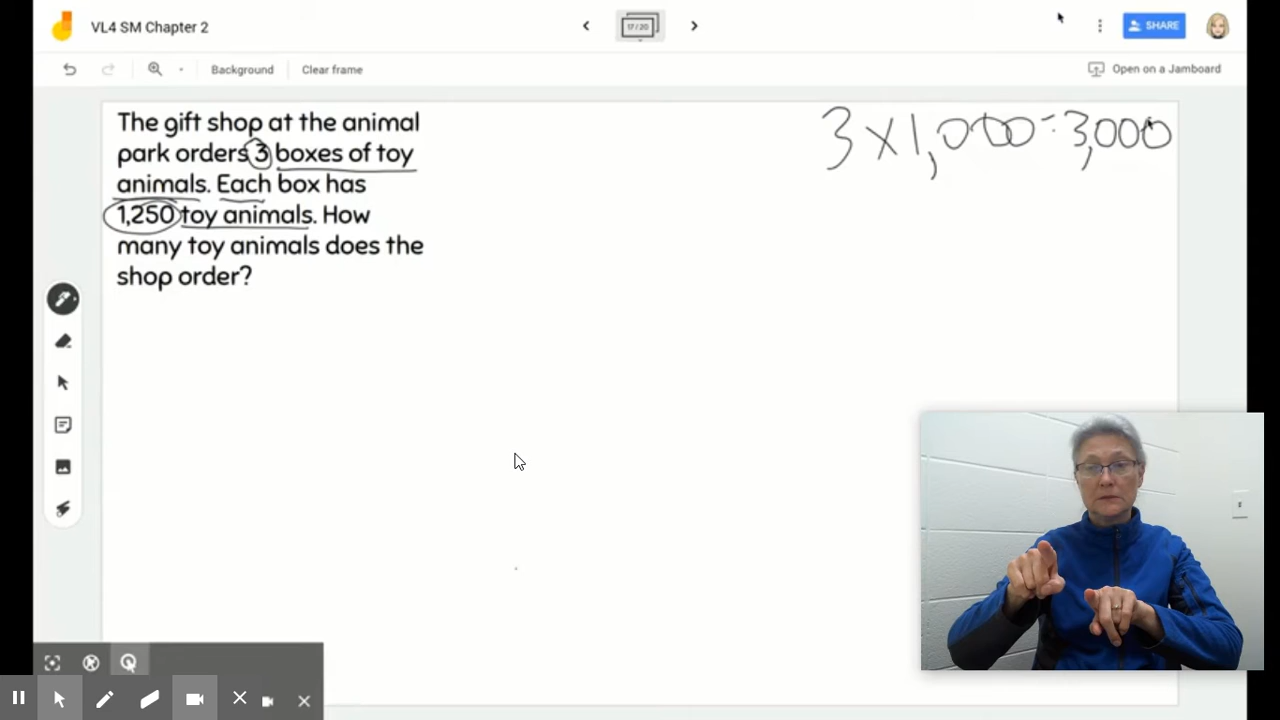 VL4 SM Chapter 2
17/20
SHARE
Background
Clear frame
Open on a Jamboard
The gift shop at the animal
park orders 3 boxes of toy
animals. Each box has
1,250 toy animals. How
many toy animals does the
shop order?
3 x 1,000 = 3,000